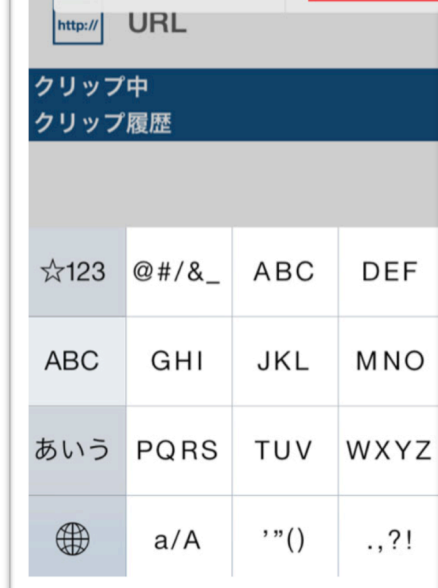 http:// URL
クリップ中
クリップ履歴
☆123 @#/&_ ABC DEF
ABC GHI JKL MNO
あいう PQRS TUV WXYZ
a/A '"() .,?!